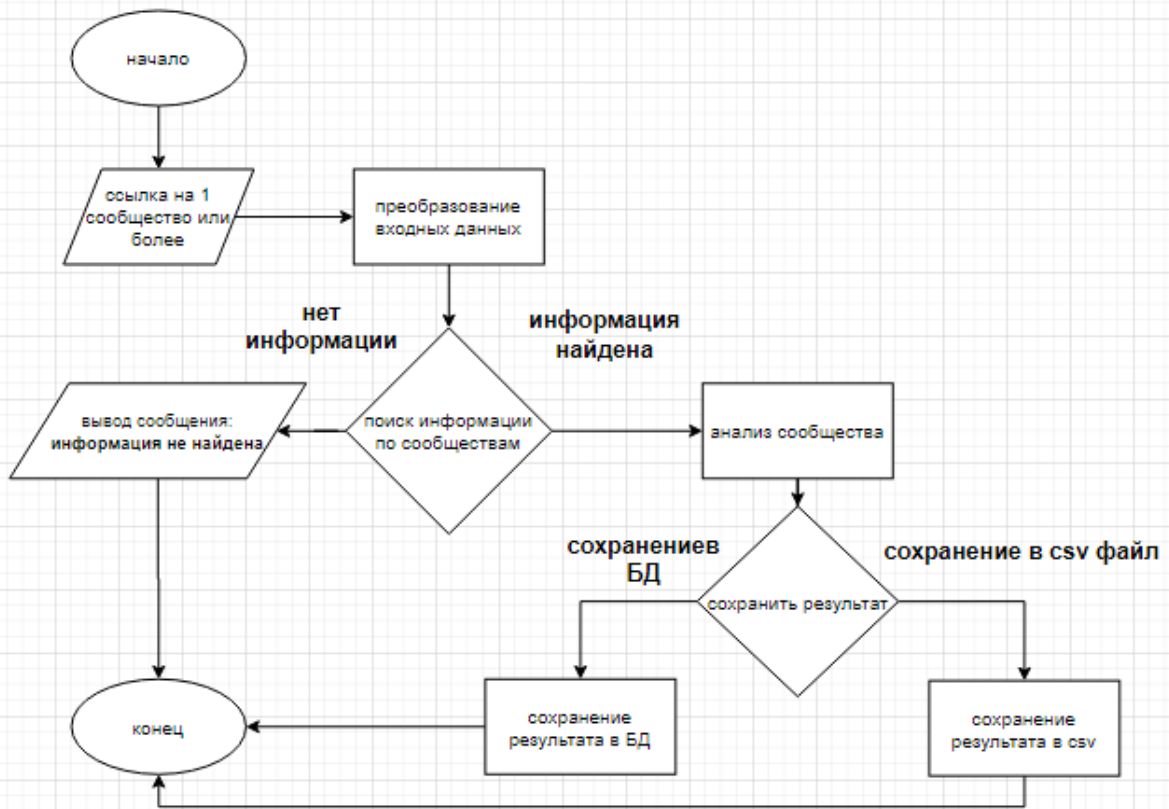 начало
ссылка на 1
сообщество или
более
преобразование
входных данных
нет
информации
информация
найдена
вывод сообщения:
информация не найдена
поиск информации
по сообществам
анализ сообщества
сохранениев
БД
сохранение в csv файл
сохранить результат
конец
сохранение
результата в БД
сохранение
результата в csv